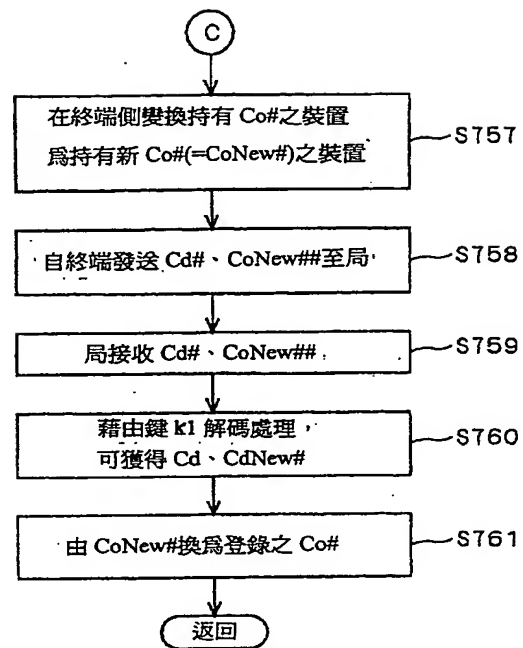 C
在終端側變換持有 Co#之裝置
爲持有新 Co#(=CoNew#)之裝置
S757
自終端發送 Cd#、CoNew##至局
S758
局接收 Cd#、CoNew##
S759
藉由鍵 k1 解碼處理,
可獲得 Cd、CdNew#
S760
由 CoNew#換爲登錄之 Co#
S761
返回